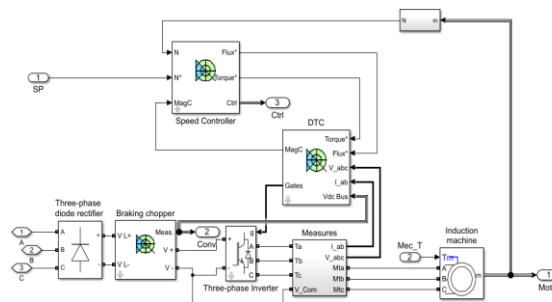 N
m
N
Flux*
1
SP
N*
Torque*
MagC
Ctrl
3
Ctrl
Speed Controller
DTC
Torque*
MagC
Flux*
V_abc
I_ab
Gates
Vdc Bus
Three-phase
diode rectifier
Braking chopper
Measures
Induction
machine
1
A
A
2
B
B
3
C
C
+
-
V L+
V L-
Meas.
V +
V -
2
Conv
g
+
-
A
B
C
Three-phase Inverter
Ta
Tb
Tc
V_Com
I_ab
V_abc
Mta
Mtb
Mtc
Mec_T
2
Tm
A
B
C
m
1
Mot